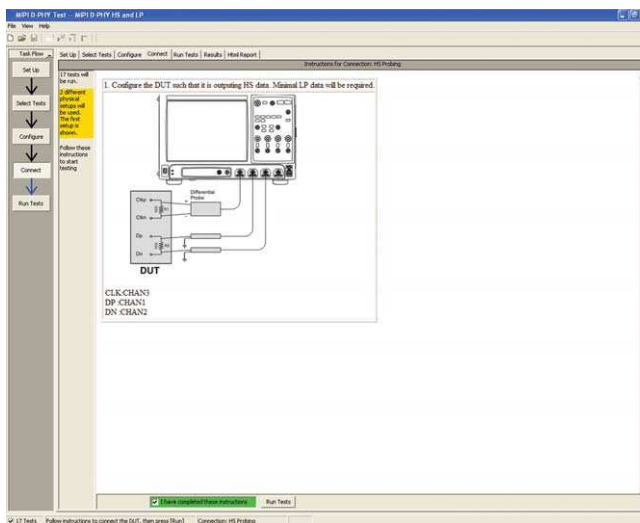 MIPI D-PHY Test -- MIPI D-PHY HS and LP
File View Help
Task Flow
Set Up
Select Tests
Configure
Connect
Run Tests
Set Up | Select Tests | Configure | Connect | Run Tests | Results | Html Report |
Instructions for Connection: HS Probing
17 tests will
be run.
2 different
physical
setups will
be used.
The first
setup is
shown.
Follow these
instructions
to start
testing
1. Configure the DUT such that it is outputing HS data. Minimal LP data will be required.
Differential
Probe
Clkp
Clkn
Dp
Dn
DUT
CLK:CHAN3
DP :CHAN1
DN :CHAN2
I have completed these instructions
Run Tests
17 Tests Follow instructions to connect the DUT, then press [Run] Connection: HS Probing